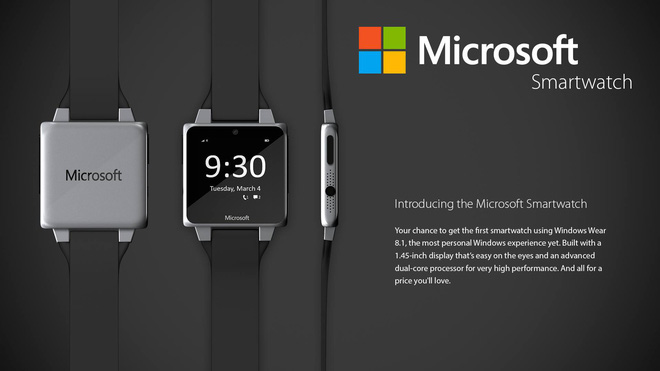 Microsoft
Smartwatch
Microsoft
9:30
Tuesday, March 4
Microsoft
Introducing the Microsoft Smartwatch
Your chance to get the first smartwatch using Windows Wear
8.1, the most personal Windows experience yet. Built with a
1.45-inch display that's easy on the eyes and an advanced
dual-core processor for very high performance. And all for a
price you'll love.